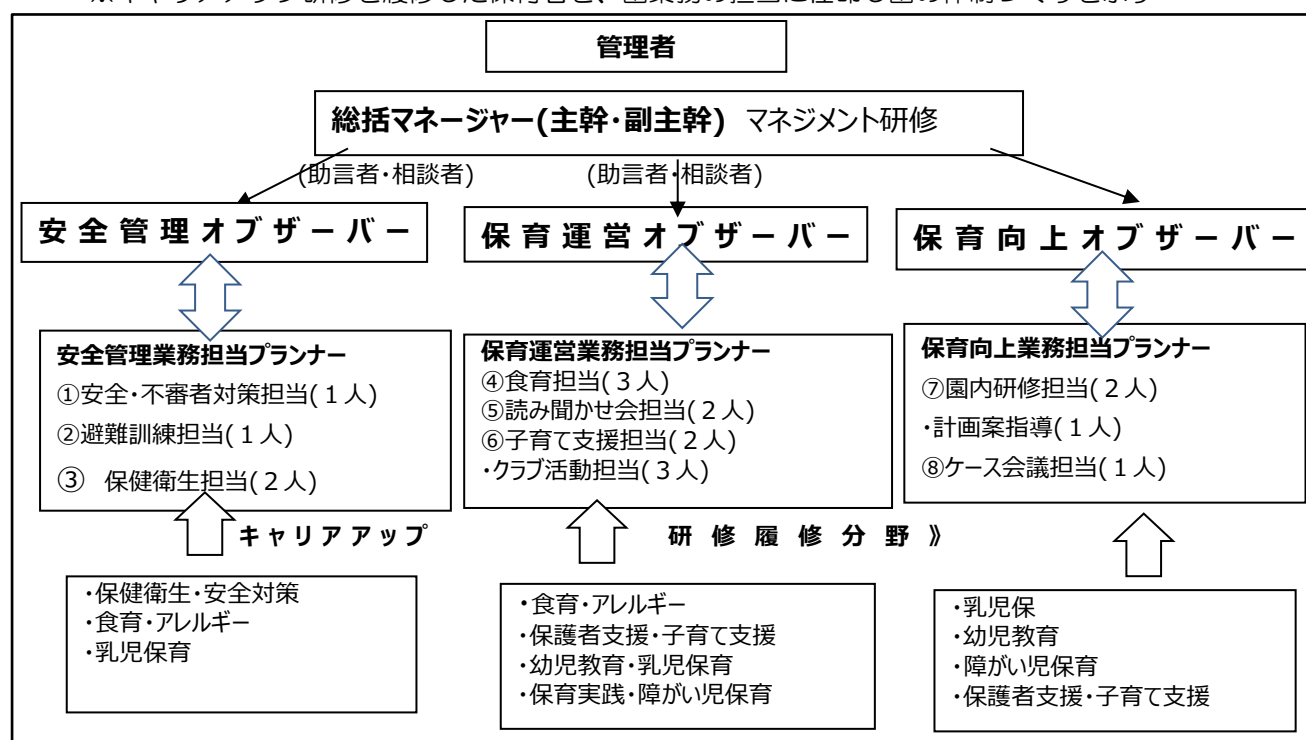 管理者
総括マネージャー(主幹・副主幹) マネジメント研修
(助言者・相談者)
(助言者・相談者)
安全管理オブザーバー
保育運営オブザーバー
保育向上オブザーバー
安全管理業務担当プランナー
①安全・不審者対策担当(１人)
②避難訓練担当(１人)
③ 保健衛生担当(２人)
保育運営業務担当プランナー
④食育担当(３人)
⑤読み聞かせ会担当(２人)
⑥子育て支援担当(２人)
・クラブ活動担当(３人)
保育向上業務担当プランナー
⑦園内研修担当(２人)
・計画案指導(１人)
⑧ケース会議担当(１人)
キャリアアップ
研修履修分野》
・保健衛生・安全対策
・食育・アレルギー
・乳児保育
・食育・アレルギー
・保護者支援・子育て支援
・幼児教育・乳児保育
・保育実践・障がい児保育
・乳児保
・幼児教育
・障がい児保育
・保護者支援・子育て支援